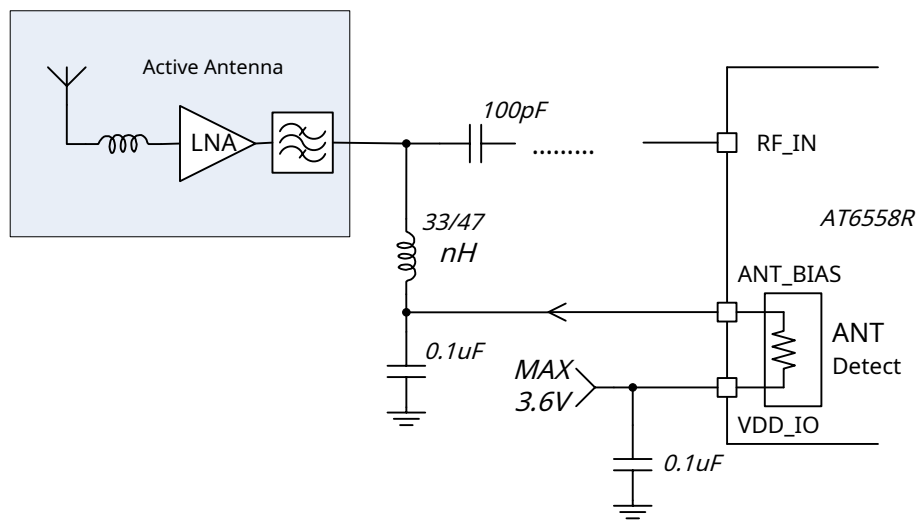 Active Antenna
LNA
100pF
.........
RF_IN
AT6558R
33/47
nH
ANT_BIAS
ANT
Detect
0.1uF
MAX
3.6V
VDD_IO
0.1uF